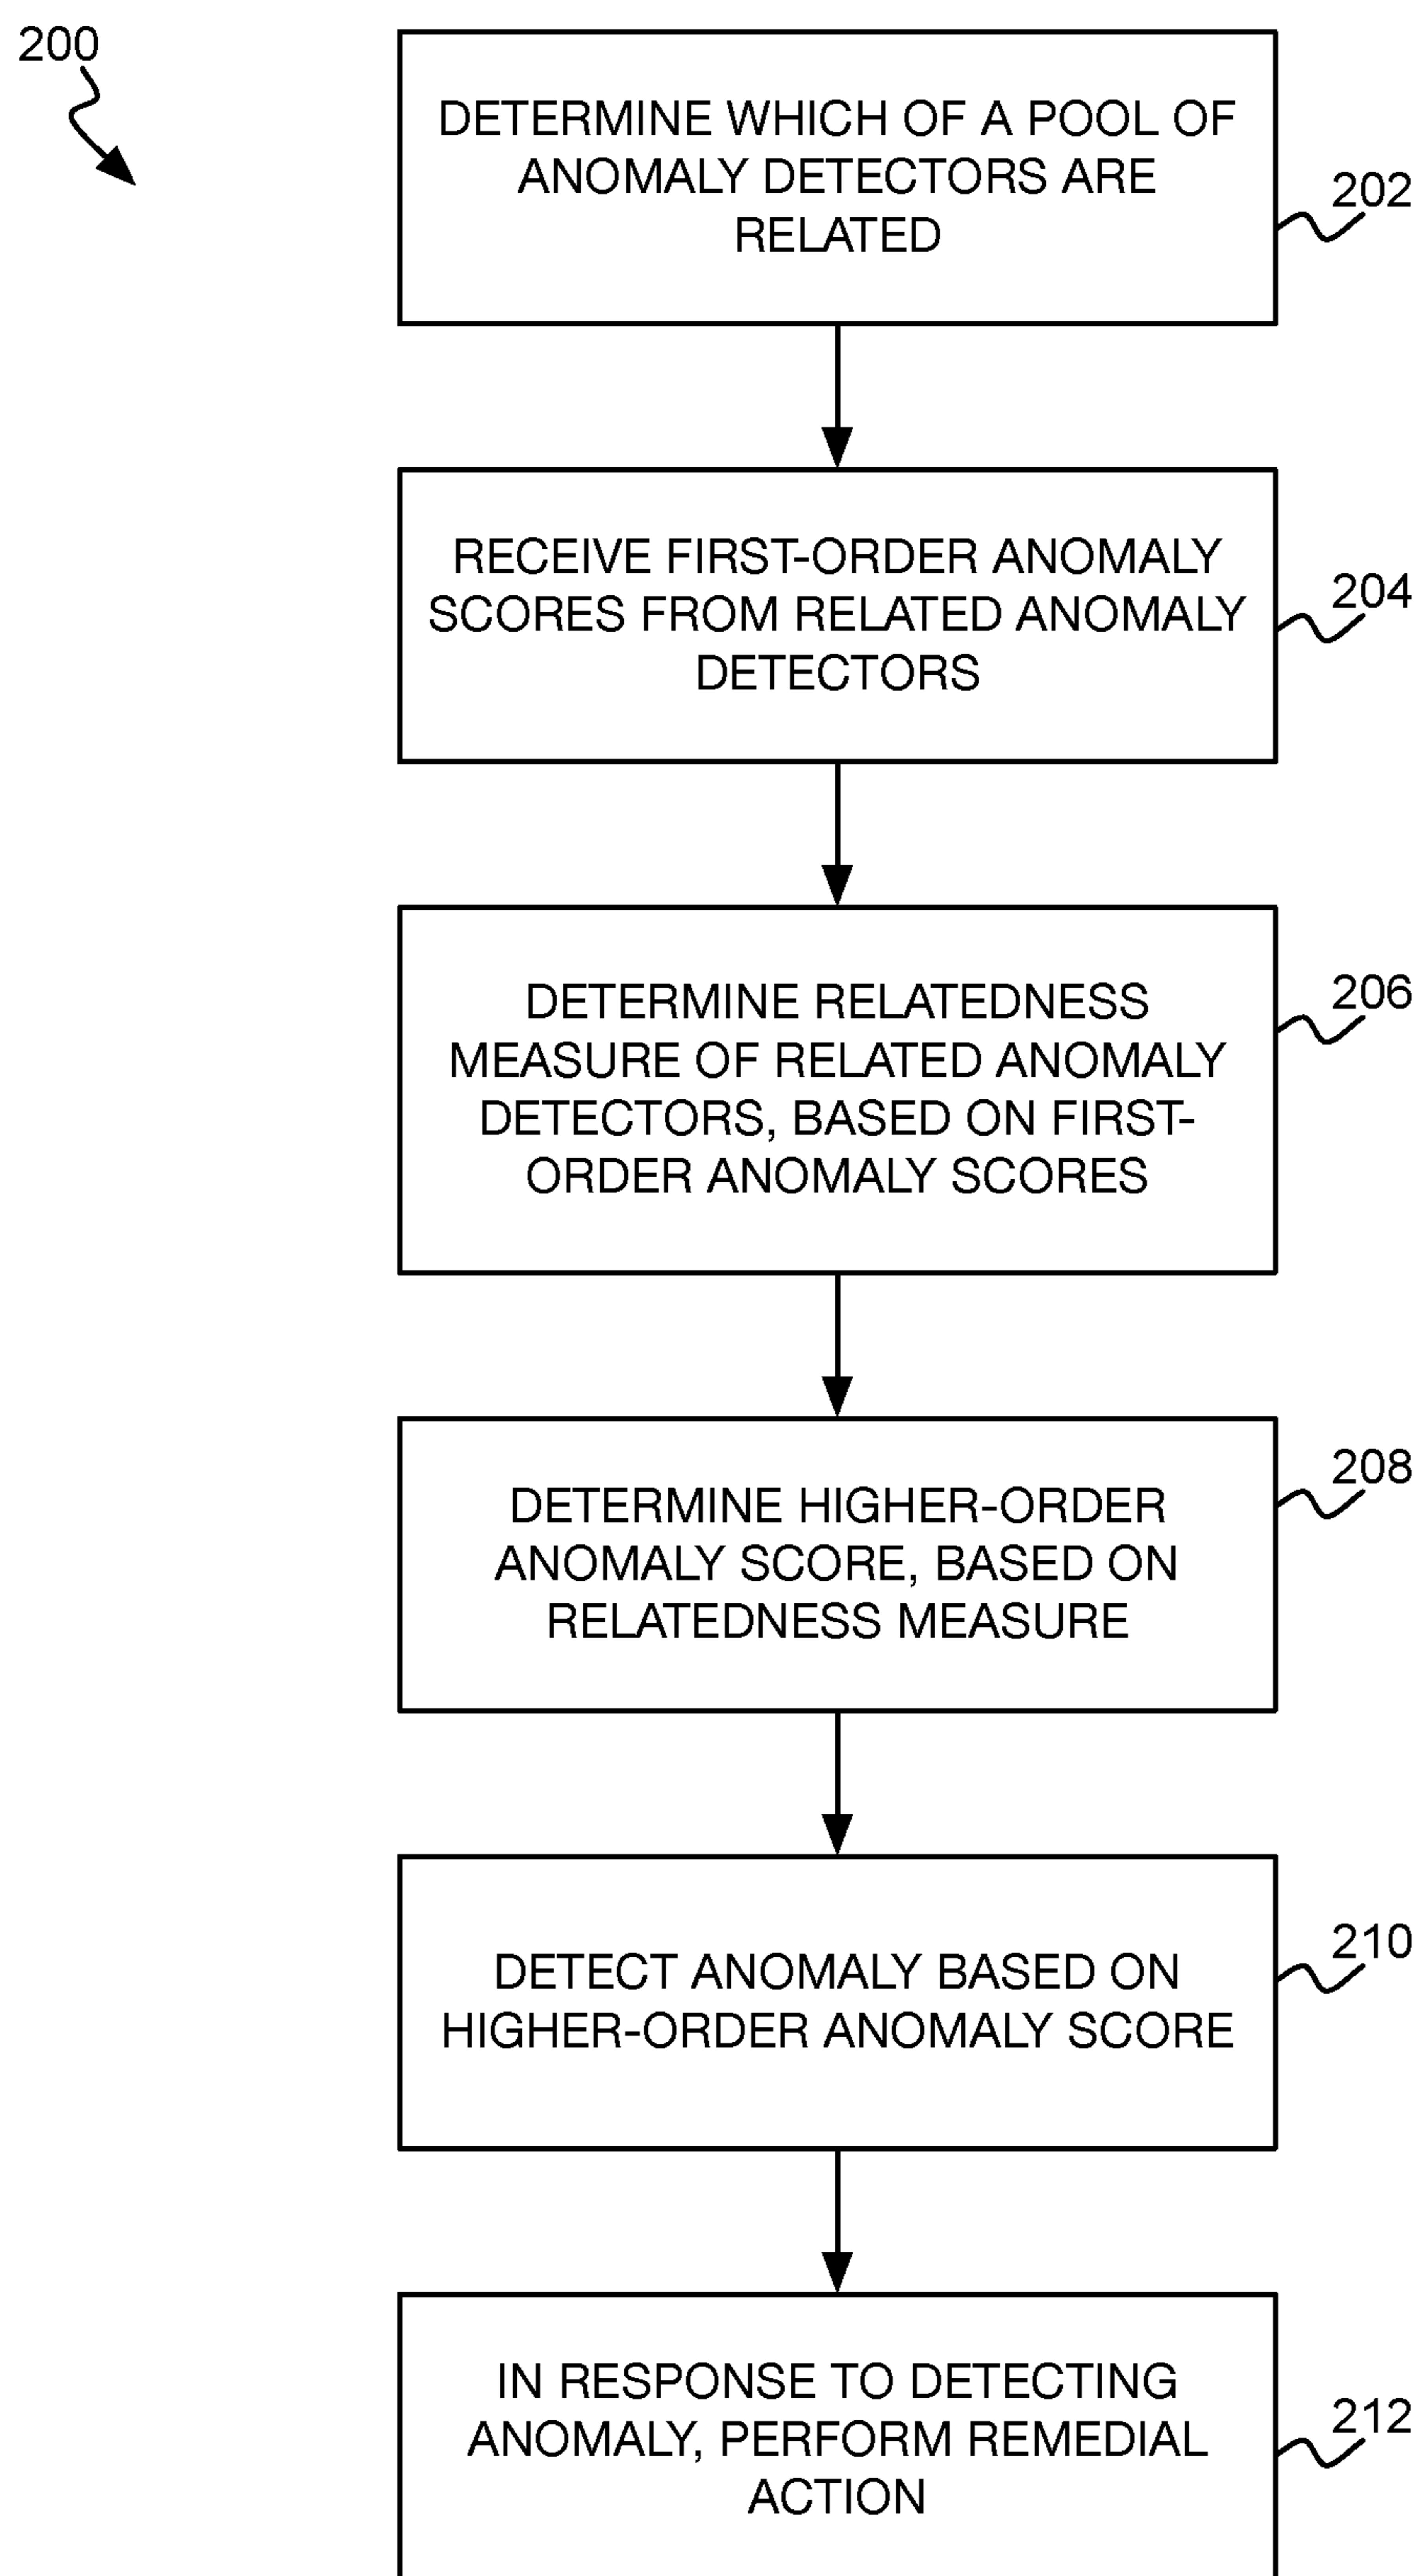 200
DETERMINE WHICH OF A POOL OF
ANOMALY DETECTORS ARE
RELATED
202
RECEIVE FIRST-ORDER ANOMALY
SCORES FROM RELATED ANOMALY
DETECTORS
204
DETERMINE RELATEDNESS
MEASURE OF RELATED ANOMALY
DETECTORS, BASED ON FIRST-
ORDER ANOMALY SCORES
206
DETERMINE HIGHER-ORDER
ANOMALY SCORE, BASED ON
RELATEDNESS MEASURE
208
DETECT ANOMALY BASED ON
HIGHER-ORDER ANOMALY SCORE
210
IN RESPONSE TO DETECTING
ANOMALY, PERFORM REMEDIAL
ACTION
212